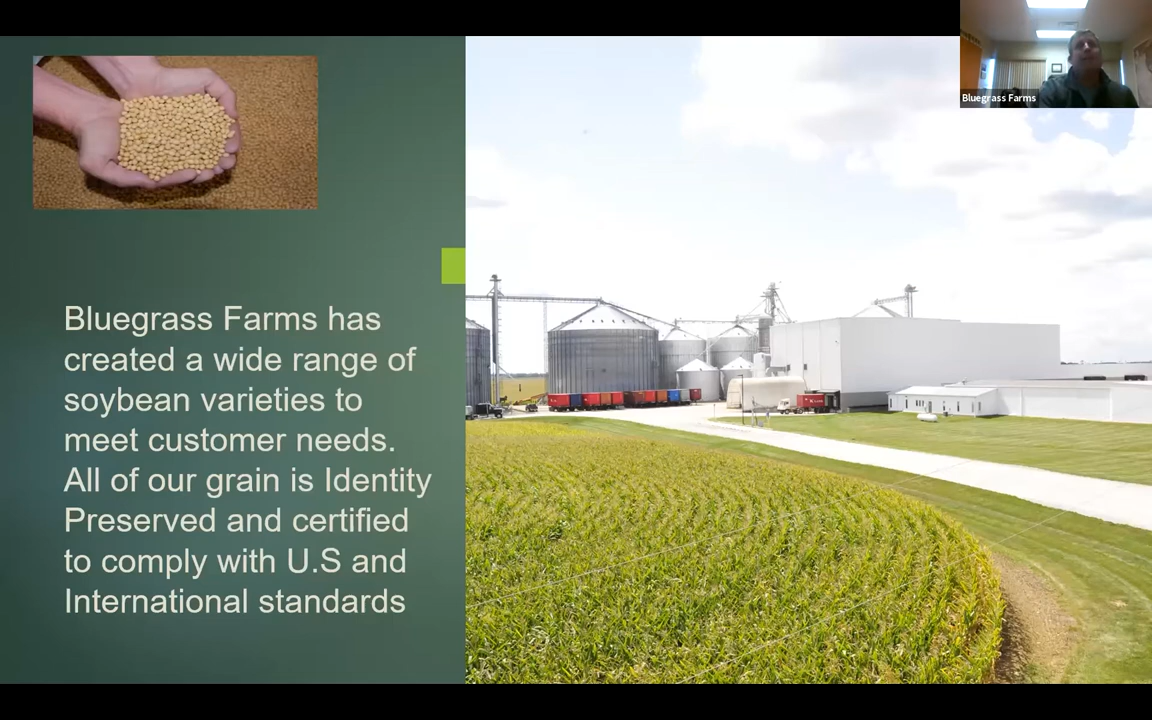 Bluegrass Farms
Bluegrass Farms has
created a wide range of
soybean varieties to
meet customer needs.
All of our grain is Identity
Preserved and certified
to comply with U.S and
International standards